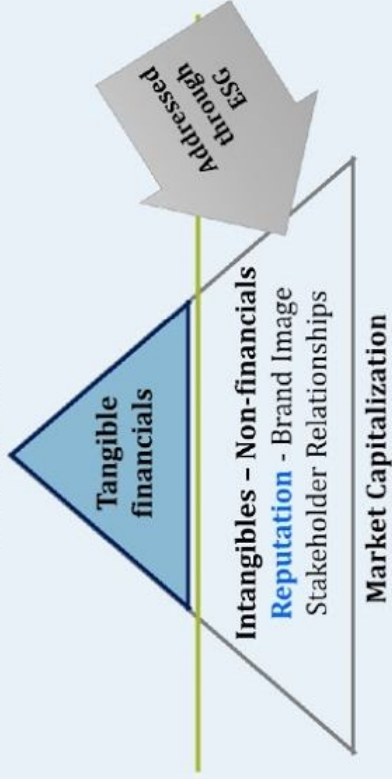 Tangible
financials
Addressed
through
ESG
Intangibles – Non-financials
Reputation - Brand Image
Stakeholder Relationships
Market Capitalization